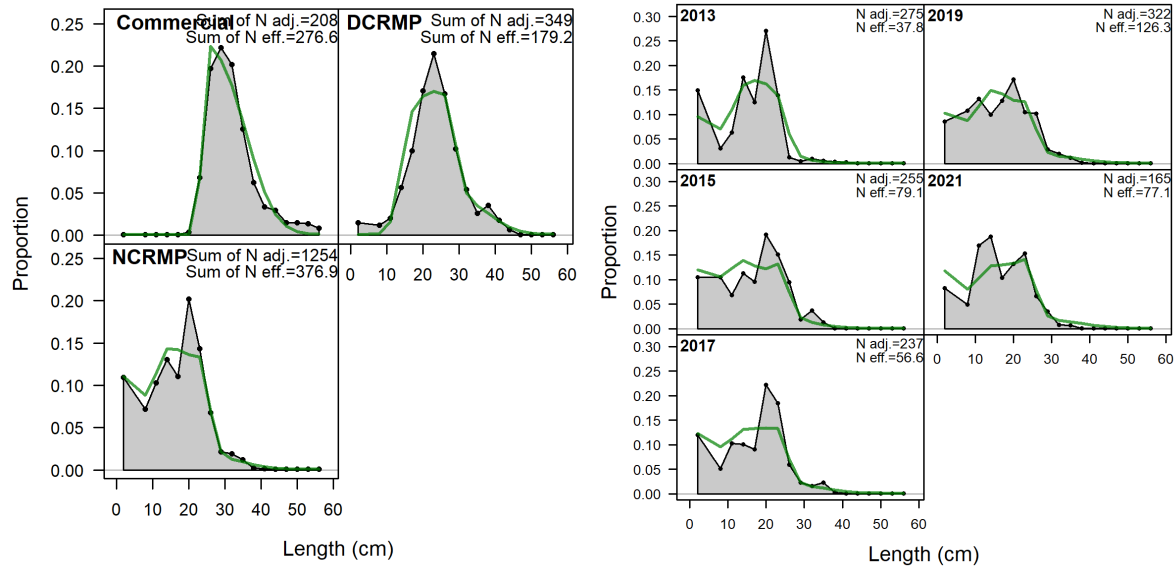 Commercial
Sum of N adj.=208
Sum of N eff.=276.6
DCRMP
Sum of N adj.=349
Sum of N eff.=179.2
NCRMP
Sum of N adj.=1254
Sum of N eff.=376.9
0.25
0.20
0.15
0.10
0.05
0.00
0.25
0.20
0.15
0.10
0.05
0.00
Proportion
0 10 20 30 40 50 60
0 10 20 30 40 50 60
Length (cm)
2013
N adj.=275
N eff.=37.8
2019
N adj.=322
N eff.=126.3
2015
N adj.=255
N eff.=79.1
2021
N adj.=165
N eff.=77.1
2017
N adj.=237
N eff.=56.6
0.30
0.25
0.20
0.15
0.10
0.05
0.00
0.30
0.25
0.20
0.15
0.10
0.05
0.00
0.30
0.25
0.20
0.15
0.10
0.05
0.00
Proportion
0 10 20 30 40 50 60
0 10 20 30 40 50 60
Length (cm)